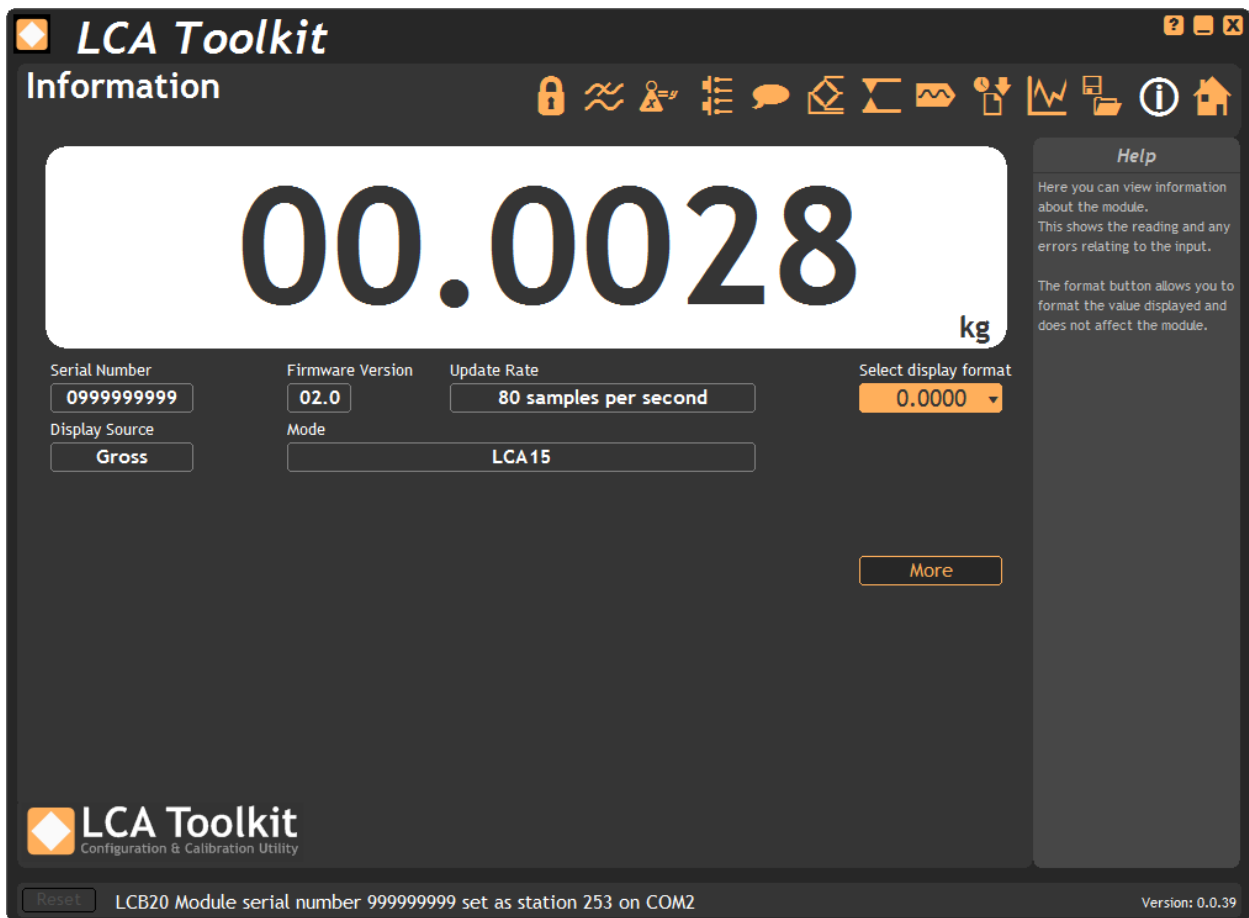 LCA Toolkit
?
X
Information
x =y
i
00.0028
kg
Help
Here you can view information
about the module.
This shows the reading and any
errors relating to the input.
The format button allows you to
format the value displayed and
does not affect the module.
Serial Number
0999999999
Firmware Version
02.0
Update Rate
80 samples per second
Select display format
0.0000
Display Source
Gross
Mode
LCA15
More
LCA Toolkit
Configuration & Calibration Utility
Reset
LCB20 Module serial number 999999999 set as station 253 on COM2
Version: 0.0.39